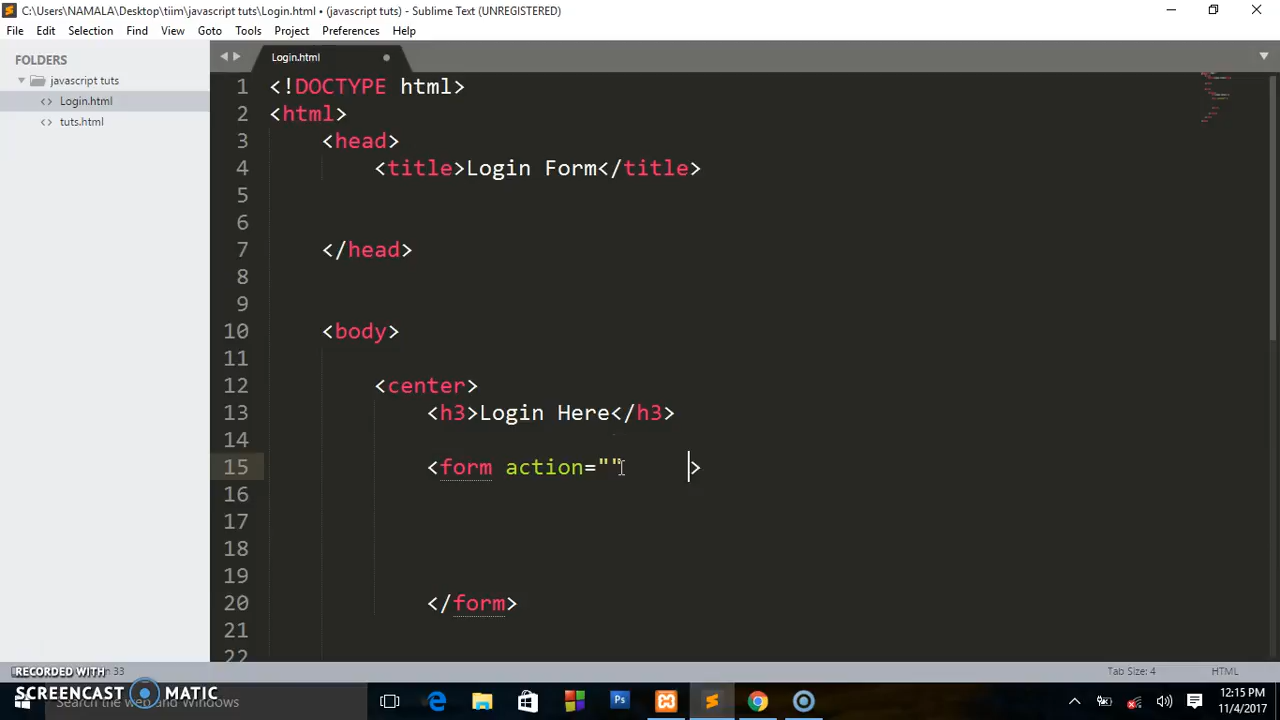 C:\Users\NAMALA\Desktop\tiim\javascript tuts\Login.html • (javascript tuts) - Sublime Text (UNREGISTERED)
File Edit Selection Find View Goto Tools Project Preferences Help
FOLDERS
javascript tuts
<> Login.html
<> tuts.html
Login.html
1 <!DOCTYPE html>
2 <html>
3 <head>
4 <title>Login Form</title>
5
6
7 </head>
8
9
10 <body>
11
12 <center>
13 <h3>Login Here</h3>
14
15 <form action="" >
16
17
18
19
20 </form>
21
22
33
Tab Size: 4 HTML
RECORDED WITH
SCREENCAST MATIC
Search the web and Windows
Ps
12:15 PM
11/4/2017